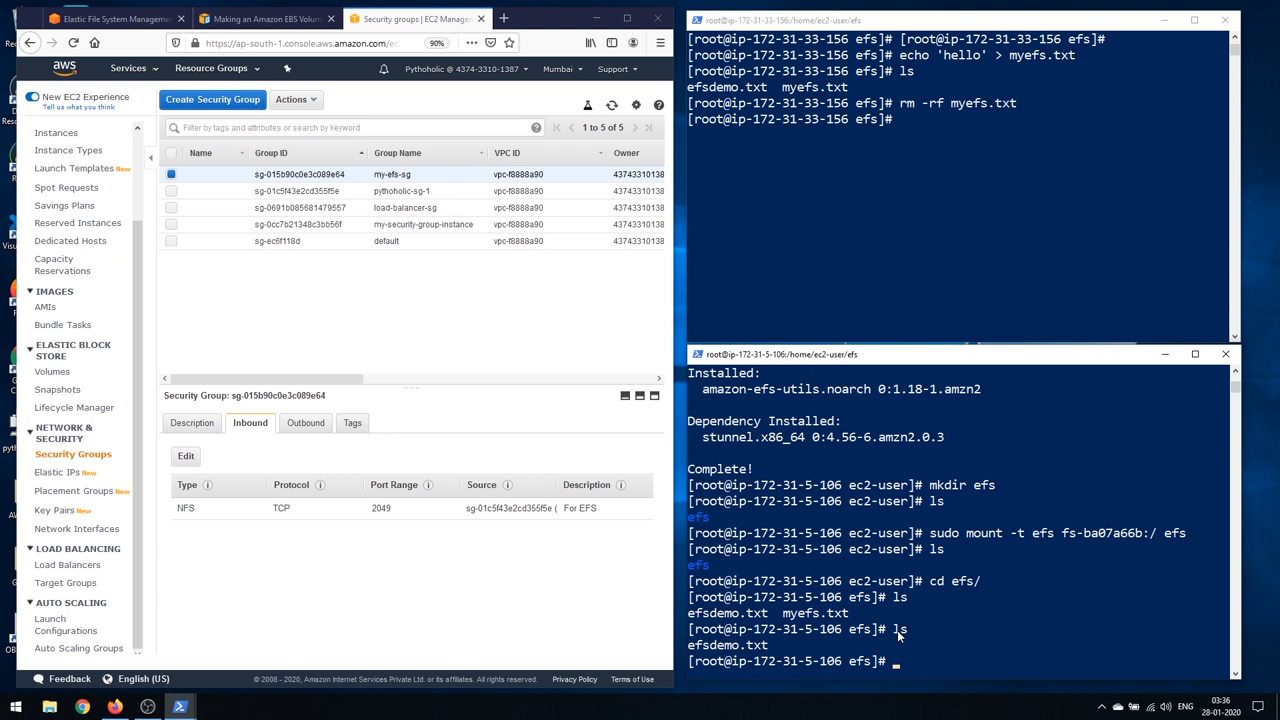 Elastic File System Management
Making an Amazon EBS Volum
Security groups | EC2 Manage
https://ap-south-1.console.aws.amazon.com/ec
90%
aws
Services
Resource Groups
Pythoholic @ 4374-3310-1387
Mumbai
Support
New EC2 Experience
Tell us what you think
Instances
Instance Types
Launch Templates New
Spot Requests
Savings Plans
Reserved Instances
Dedicated Hosts
Capacity
Reservations
IMAGES
AMIs
Bundle Tasks
ELASTIC BLOCK
STORE
Volumes
Snapshots
Lifecycle Manager
NETWORK &
SECURITY
Security Groups
Elastic IPs New
Placement Groups New
Key Pairs New
Network Interfaces
LOAD BALANCING
Load Balancers
Target Groups
AUTO SCALING
Launch
Configurations
Auto Scaling Groups
Create Security Group
Actions
Filter by tags and attributes or search by keyword
1 to 5 of 5
Name Group ID Group Name VPC ID Owner
sg-015b90c0e3c089e64 my-efs-sg vpc-f8888a90 43743310138
sg-01c5f43e2cd355f5e pythoholic-sg-1 vpc-f8888a90 43743310138
sg-0691b085681479557 load-balancer-sg vpc-f8888a90 43743310138
sg-0cc7b21348c3bb56f my-security-group-instance vpc-f8888a90 43743310138
sg-ec6f118d default vpc-f8888a90 43743310138
Security Group: sg-015b90c0e3c089e64
Description Inbound Outbound Tags
Edit
Type Protocol Port Range Source Description
NFS TCP 2049 sg-01c5f43e2cd355f5e ( For EFS
Feedback
English (US)
© 2008 - 2020, Amazon Internet Services Private Ltd. or its affiliates. All rights reserved.
Privacy Policy
Terms of Use
root@ip-172-31-33-156:/home/ec2-user/efs
[root@ip-172-31-33-156 efs]# [root@ip-172-31-33-156 efs]#
[root@ip-172-31-33-156 efs]# echo 'hello' > myefs.txt
[root@ip-172-31-33-156 efs]# ls
efsdemo.txt myefs.txt
[root@ip-172-31-33-156 efs]# rm -rf myefs.txt
[root@ip-172-31-33-156 efs]#
root@ip-172-31-5-106:/home/ec2-user/efs
Installed:
amazon-efs-utils.noarch 0:1.18-1.amzn2
Dependency Installed:
stunnel.x86_64 0:4.56-6.amzn2.0.3
Complete!
[root@ip-172-31-5-106 ec2-user]# mkdir efs
[root@ip-172-31-5-106 ec2-user]# ls
efs
[root@ip-172-31-5-106 ec2-user]# sudo mount -t efs fs-ba07a66b:/ efs
[root@ip-172-31-5-106 ec2-user]# ls
efs
[root@ip-172-31-5-106 ec2-user]# cd efs/
[root@ip-172-31-5-106 efs]# ls
efsdemo.txt myefs.txt
[root@ip-172-31-5-106 efs]# ls
efsdemo.txt
[root@ip-172-31-5-106 efs]#
ENG
03:36
28-01-2020